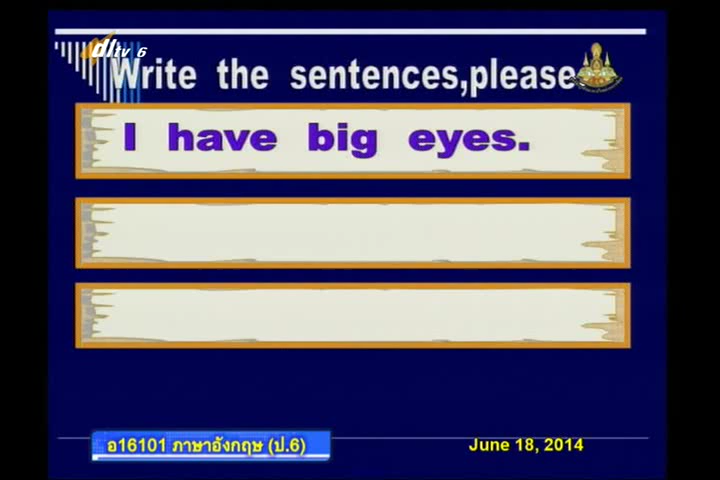 dltv 6
Write the sentences,please
I have big eyes.
อ16101 ภาษาอังกฤษ (ป.6)
June 18, 2014